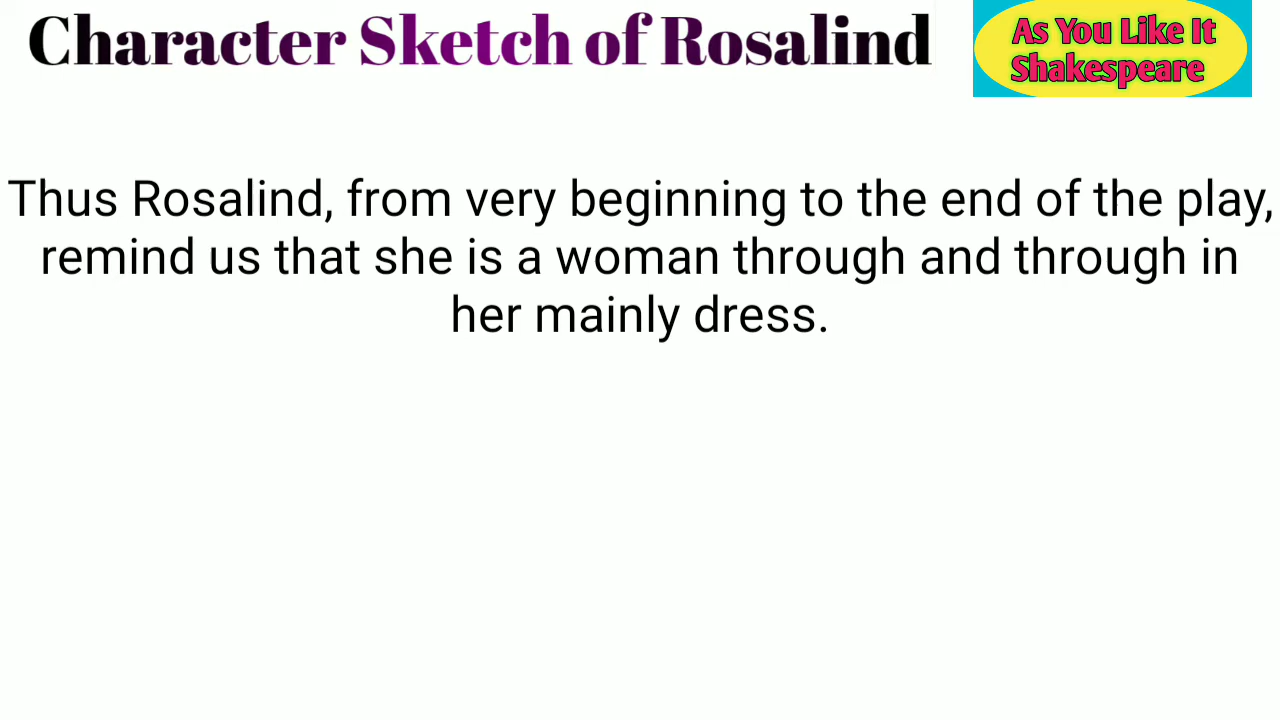 Character Sketch of Rosalind
As You Like It
Shakespeare
Thus Rosalind, from very beginning to the end of the play,
remind us that she is a woman through and through in
her mainly dress.